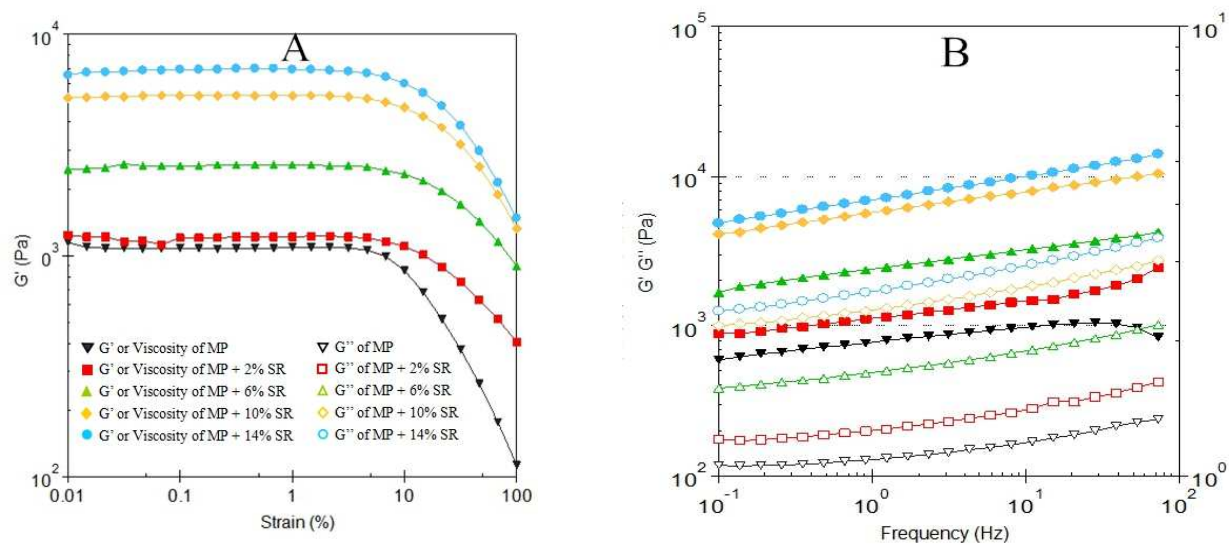 A
10⁴
10³
10²
G' (Pa)
0.01 0.1 1 10 100
Strain (%)
G' or Viscosity of MP
G' or Viscosity of MP + 2% SR
G' or Viscosity of MP + 6% SR
G' or Viscosity of MP + 10% SR
G' or Viscosity of MP + 14% SR
G'' of MP
G'' of MP + 2% SR
G'' of MP + 6% SR
G'' of MP + 10% SR
G'' of MP + 14% SR
B
10⁵
10⁴
10³
10²
G' G'' (Pa)
10¹
10⁰
10⁻¹ 10⁰ 10¹ 10²
Frequency (Hz)